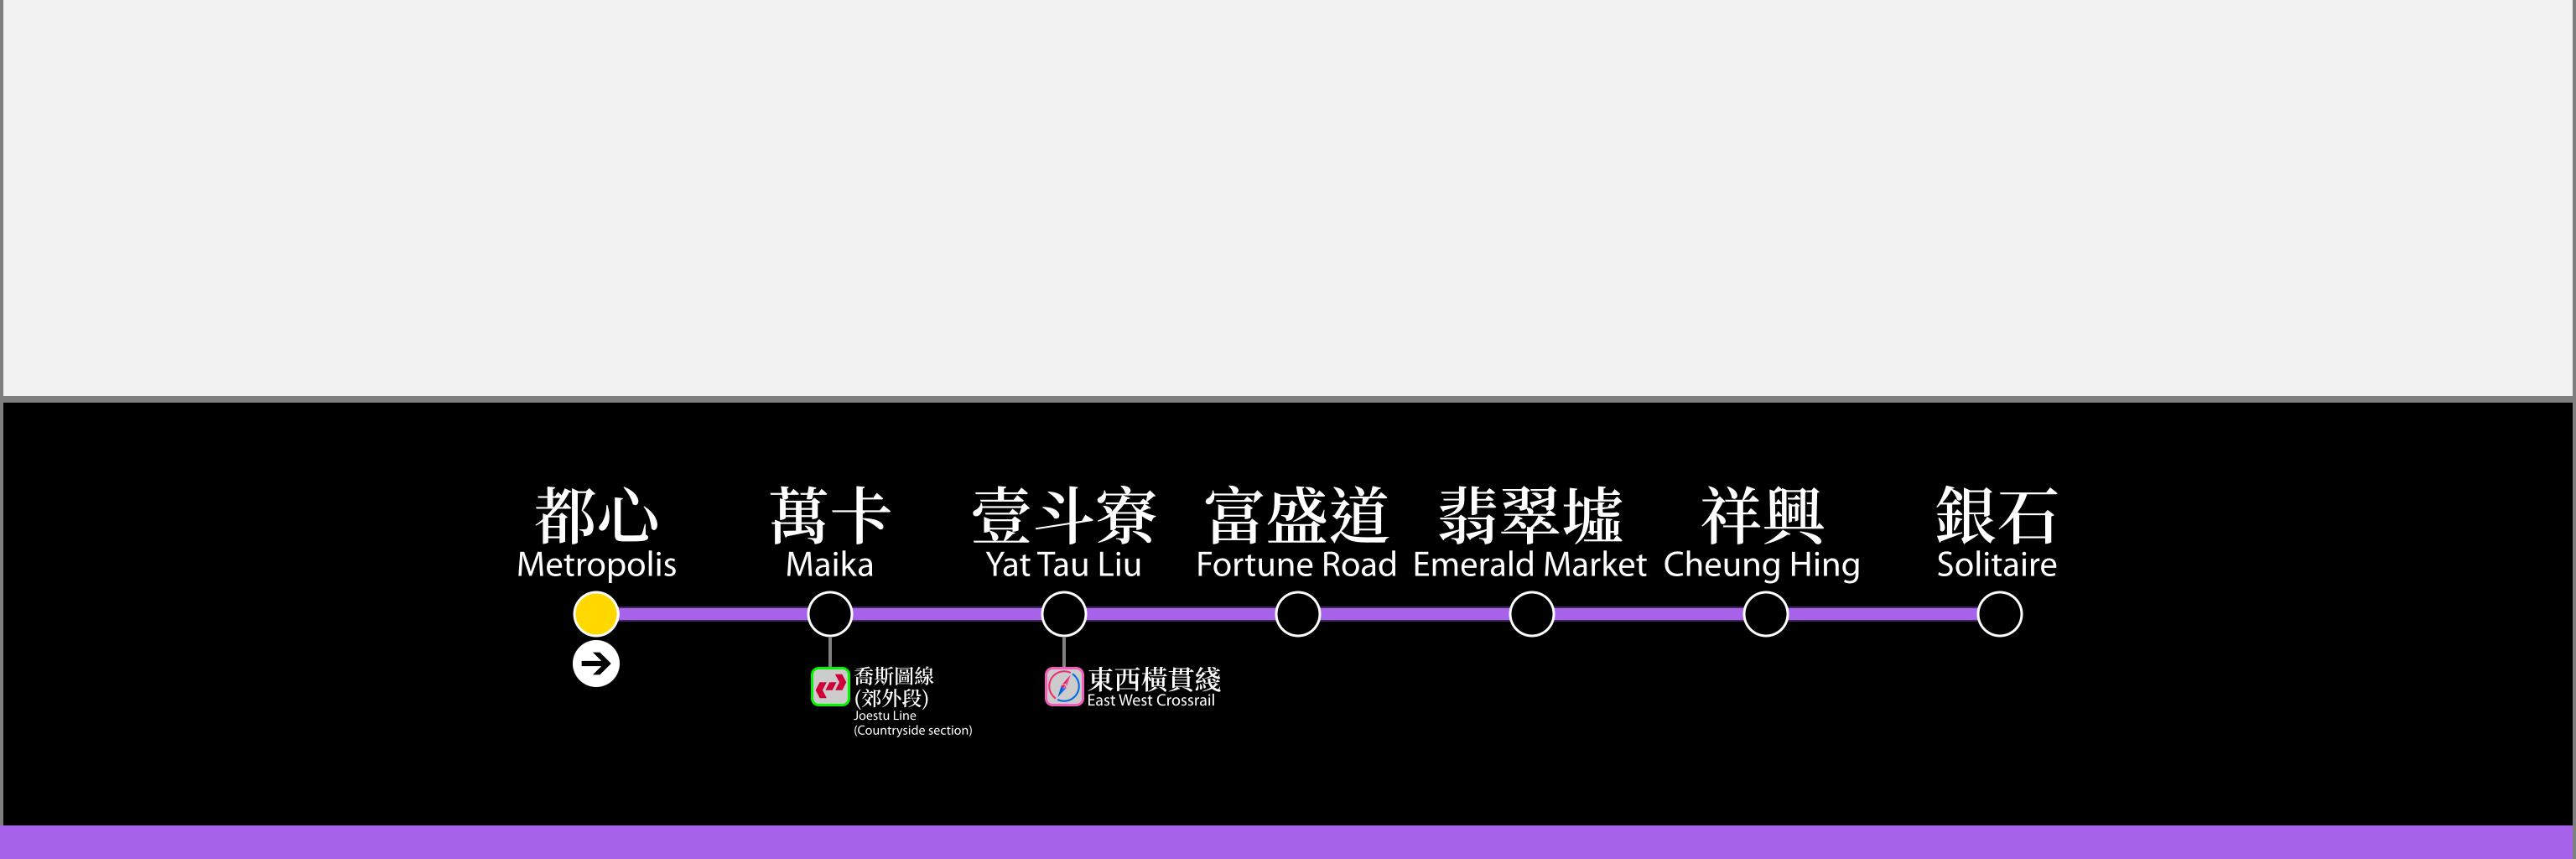 都心
Metropolis
萬卡
Maika
壹斗寮
Yat Tau Liu
富盛道
Fortune Road
翡翠墟
Emerald Market
祥興
Cheung Hing
銀石
Solitaire
喬斯圖線
(郊外段)
Joestu Line
(Countryside section)
東西橫貫綫
East West Crossrail